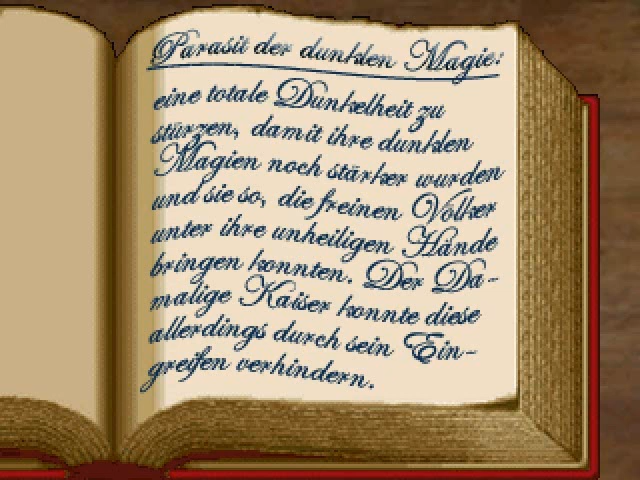 Parasit der dunklen Magie:
eine totale Dunkelheit zu
stürzen, damit ihre dunklen
Magien noch stärker wurden
und sie so, die freinen Völker
unter ihre unheiligen Hände
bringen konnten. Der Da-
malige Kaiser konnte diese
allerdings durch sein Ein-
greifen verhindern.